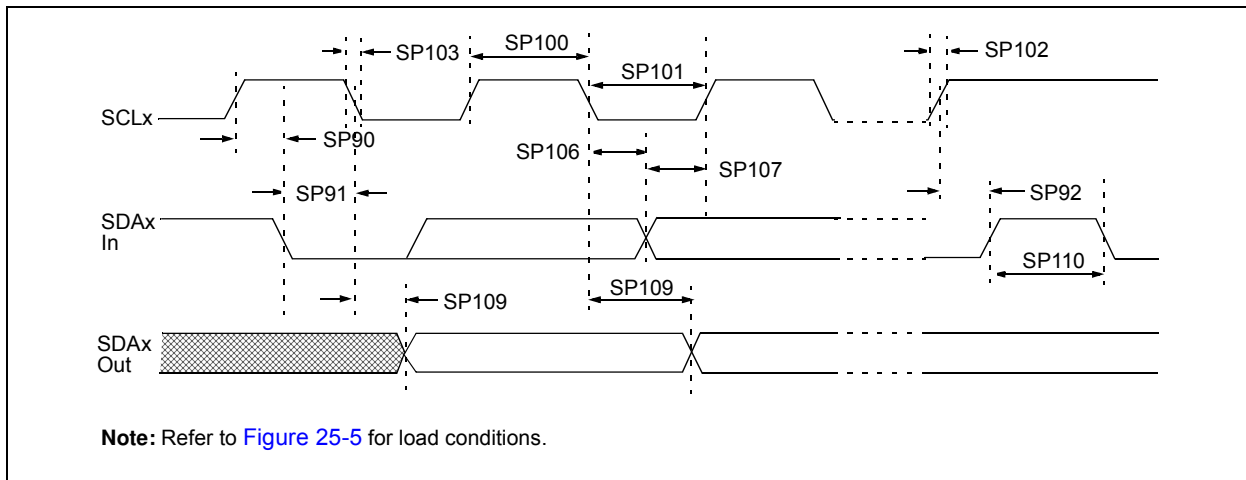 SP103
SP100
SP102
SP101
SCLx
SP90
SP106
SP107
SP91
SP92
SDAx
In
SP110
SP109
SP109
SDAx
Out
Note: Refer to Figure 25-5 for load conditions.